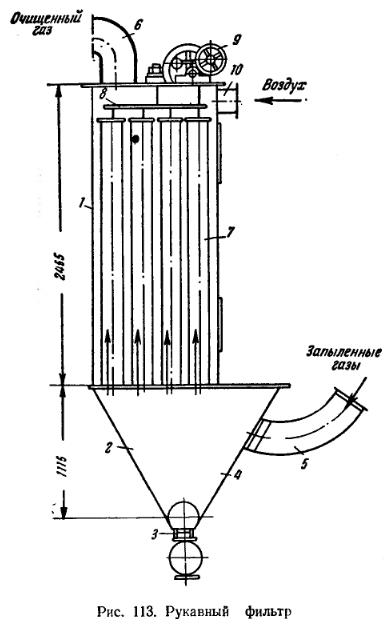 Очищенный
газ
6
9
10
Воздух
8
1
7
2465
Запыленные
газы
1116
2
4
5
3
Рис. 113. Рукавный фильтр